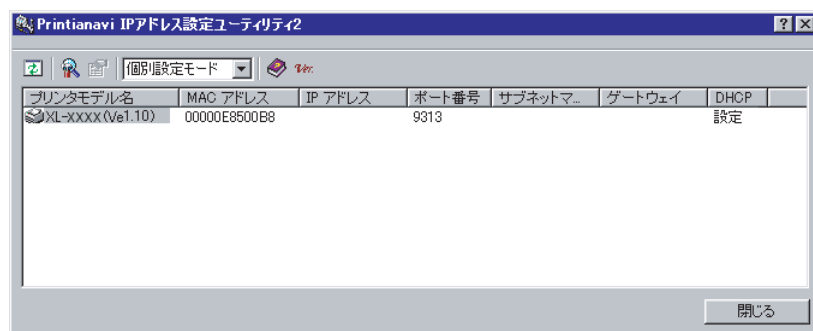 Printianavi IPアドレス設定ユーティリティ2
個別設定モード Ver.
プリンタモデル名 MAC アドレス IP アドレス ポート番号 サブネットマ... ゲートウェイ DHCP
XL-xxxx(Ve1.10) 00000E8500B8 9313 設定
閉じる